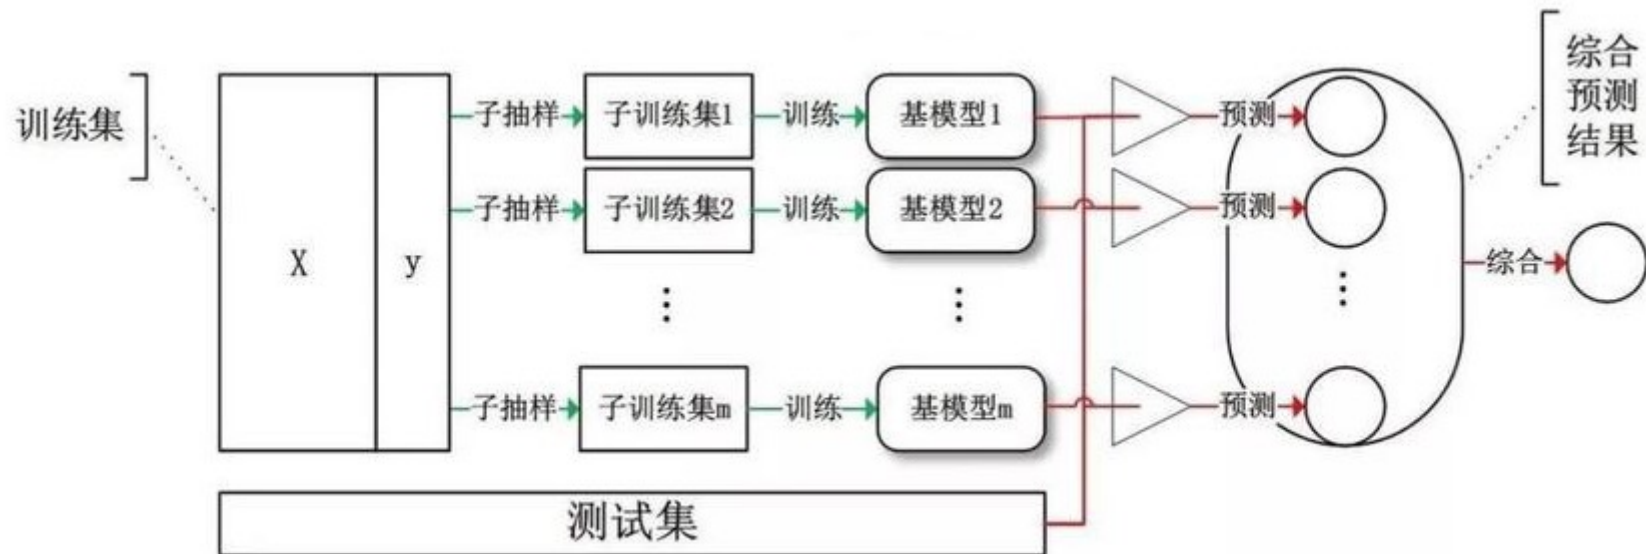 训练集
X
y
子抽样
子训练集1
训练
基模型1
预测
子抽样
子训练集2
训练
基模型2
预测
子抽样
子训练集m
训练
基模型m
预测
测试集
综合
预测
结果
综合